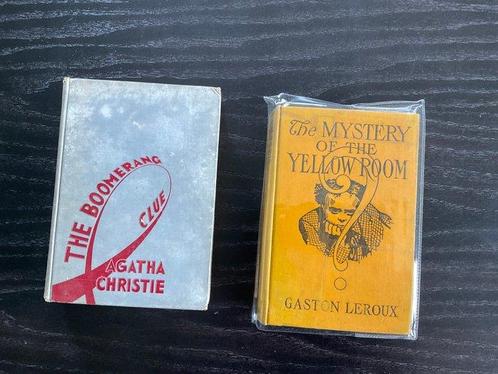 THE BOOMERANG
CLUE
AGATHA
CHRISTIE
The MYSTERY
OF THE
YELLOW ROOM
GASTON LEROUX